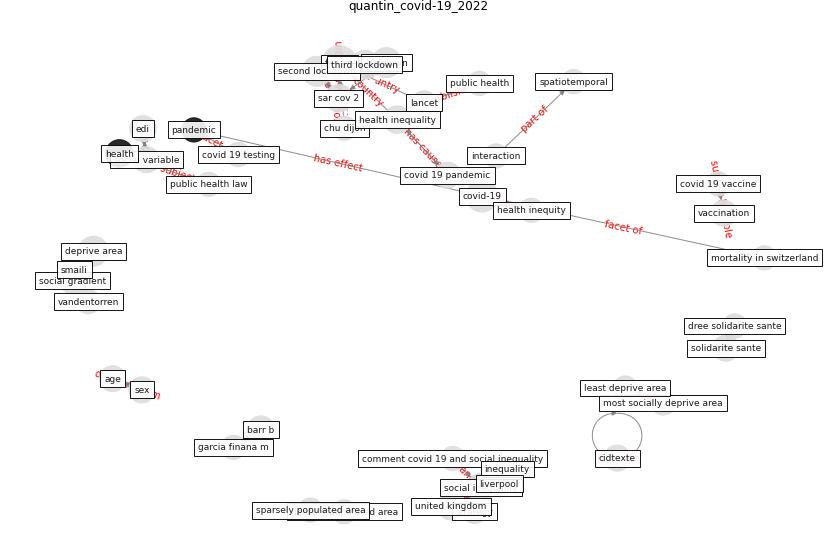 quantin_covid-19_2022
third lockdown
second loc
sar cov 2
country
public health
spatiotemporal
lancet
health inequality
chu dijon
edi
pandemic
part of
health
variable
covid 19 testing
interaction
has cause
has effect
covid 19 pandemic
public health law
covid 19 vaccine
covid-19
health inequity
vaccination
facet of
deprive area
mortality in switzerland
smaili
social gradient
vandentorren
dree solidarite sante
solidarite sante
age
sex
least deprive area
most socially deprive area
barr b
garcia finana m
comment covid 19 and social inequality
cidtexte
inequality
liverpool
social i
united kingdom
sparsely populated area
d area